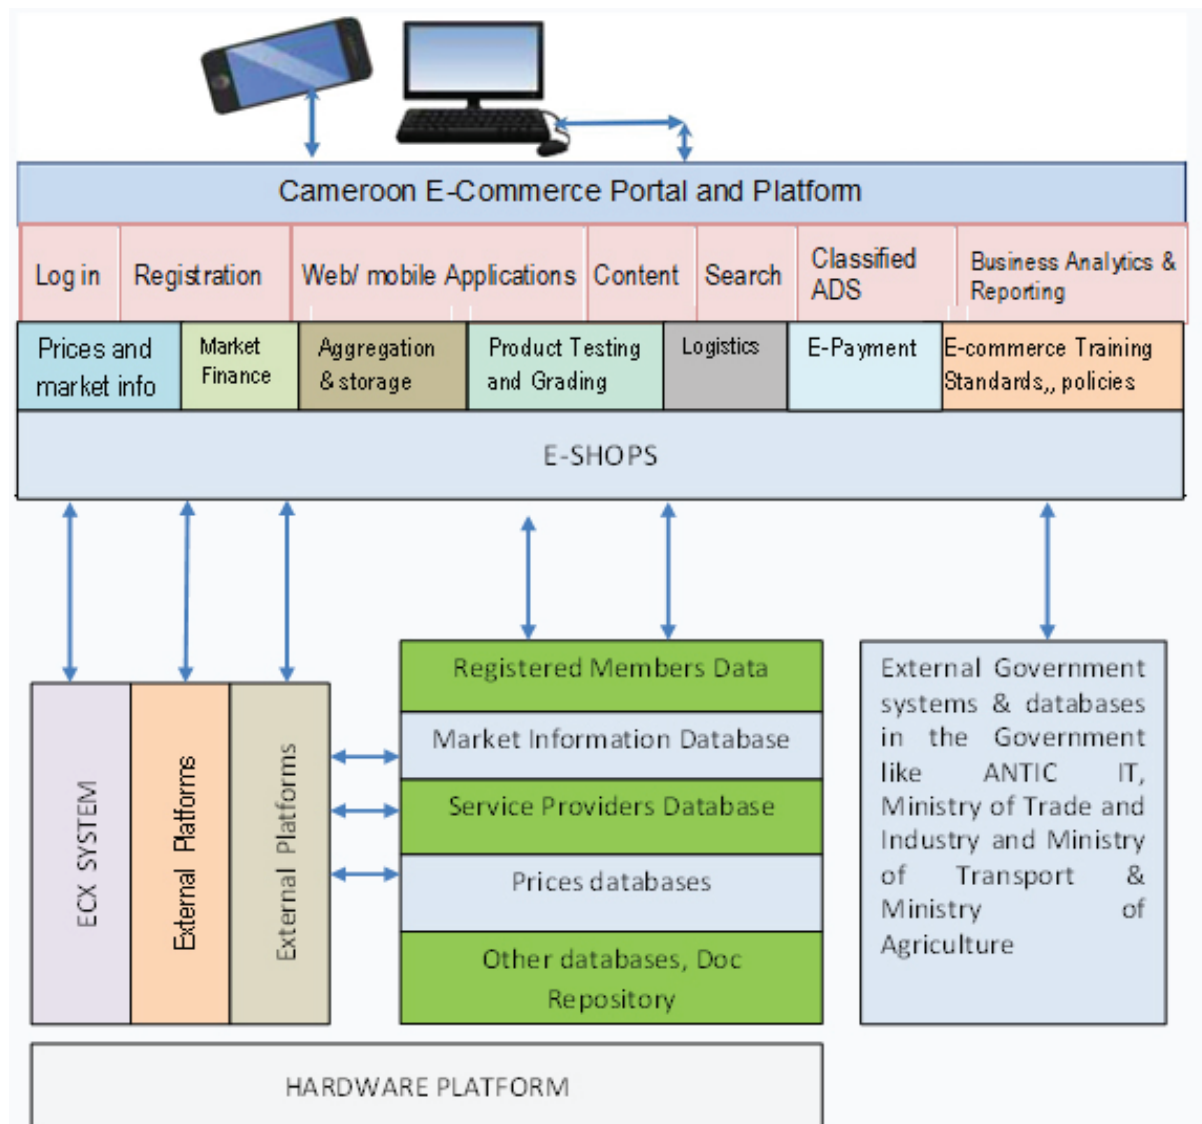 Cameroon E-Commerce Portal and Platform
Log in
Registration
Web/ mobile Applications
Content
Search
Classified
ADS
Business Analytics &
Reporting
Prices and
market info
Market
Finance
Aggregation
& storage
Product Testing
and Grading
Logistics
E-Payment
E-commerce Training
Standards,, policies
E-SHOPS
ECX SYSTEM
External Platforms
External Platforms
Registered Members Data
Market Information Database
Service Providers Database
Prices databases
Other databases, Doc
Repository
External Government
systems & databases
in the Government
like ANTIC IT,
Ministry of Trade and
Industry and Ministry
of Transport &
Ministry of
Agriculture
HARDWARE PLATFORM